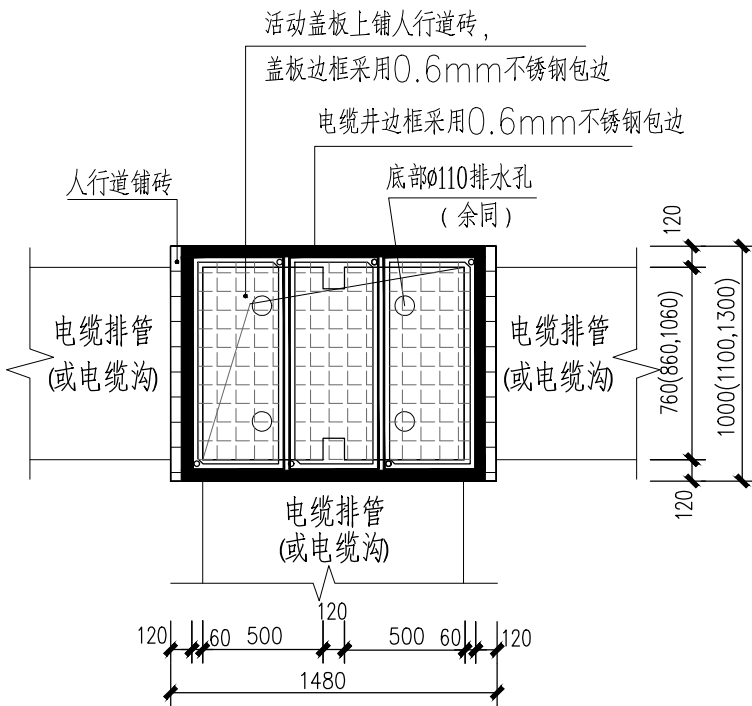 活动盖板上铺人行道砖，
盖板边框采用0.6mm不锈钢包边
电缆井边框采用0.6mm不锈钢包边
人行道铺砖
底部ø110排水孔
（余同）
电缆排管
(或电缆沟)
电缆排管
(或电缆沟)
电缆排管
(或电缆沟)
120
760(860,1060)
1000(1100,1300)
120
120
120
60
500
500
60
120
1480